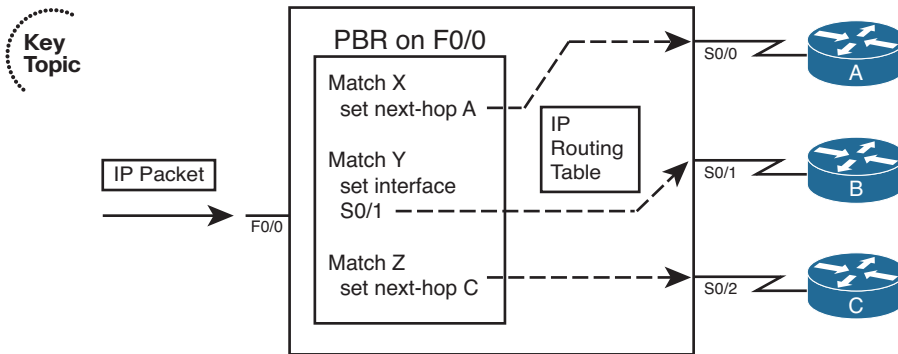 Key
Topic
PBR on F0/0
Match X
set next-hop A
Match Y
set interface
S0/1
Match Z
set next-hop C
IP
Routing
Table
IP Packet
F0/0
S0/0
A
S0/1
B
S0/2
C